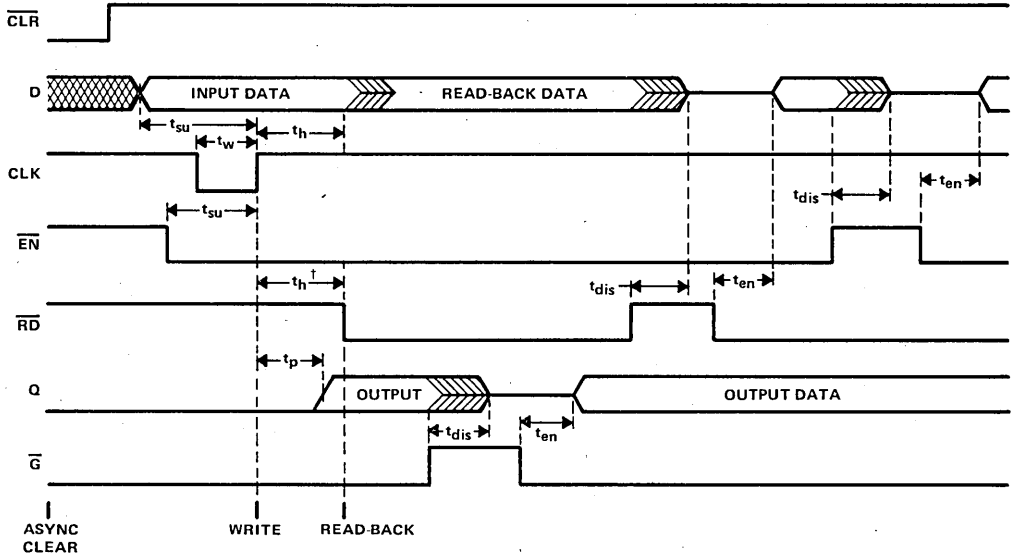 CLR
D
INPUT DATA
READ-BACK DATA
tsu
th
tw
CLK
tdis
ten
tsu
EN
th†
tdis
ten
RD
tp
Q
OUTPUT
OUTPUT DATA
tdis
ten
G
ASYNC
CLEAR
WRITE
READ-BACK